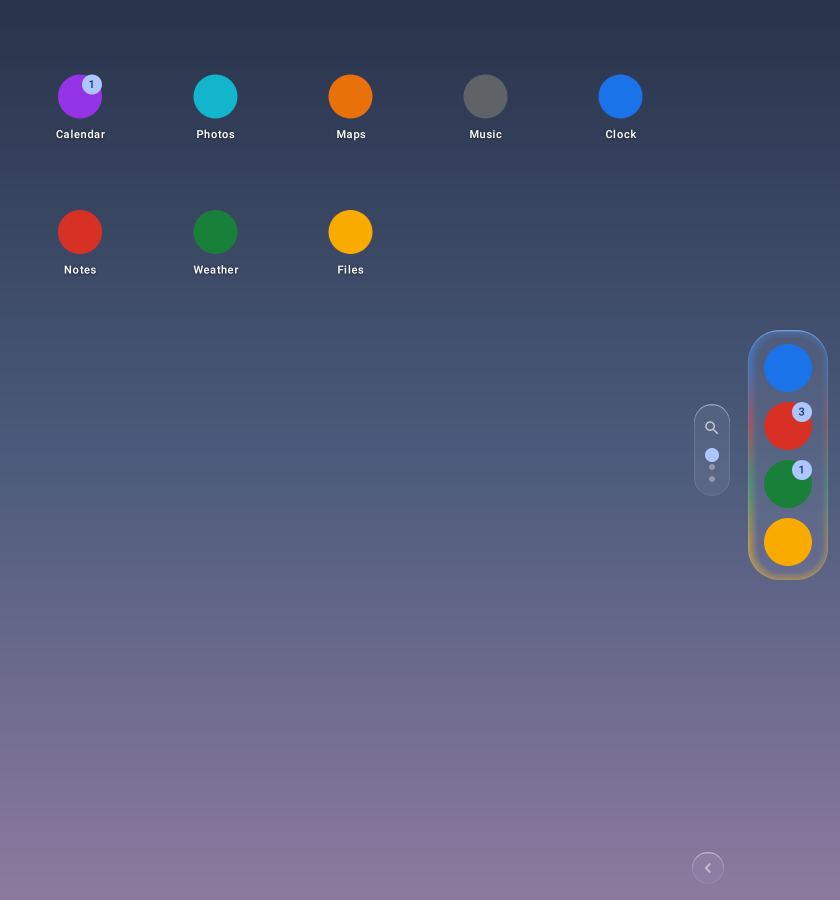 1
Calendar
Photos
Maps
Music
Clock
Notes
Weather
Files
3
1